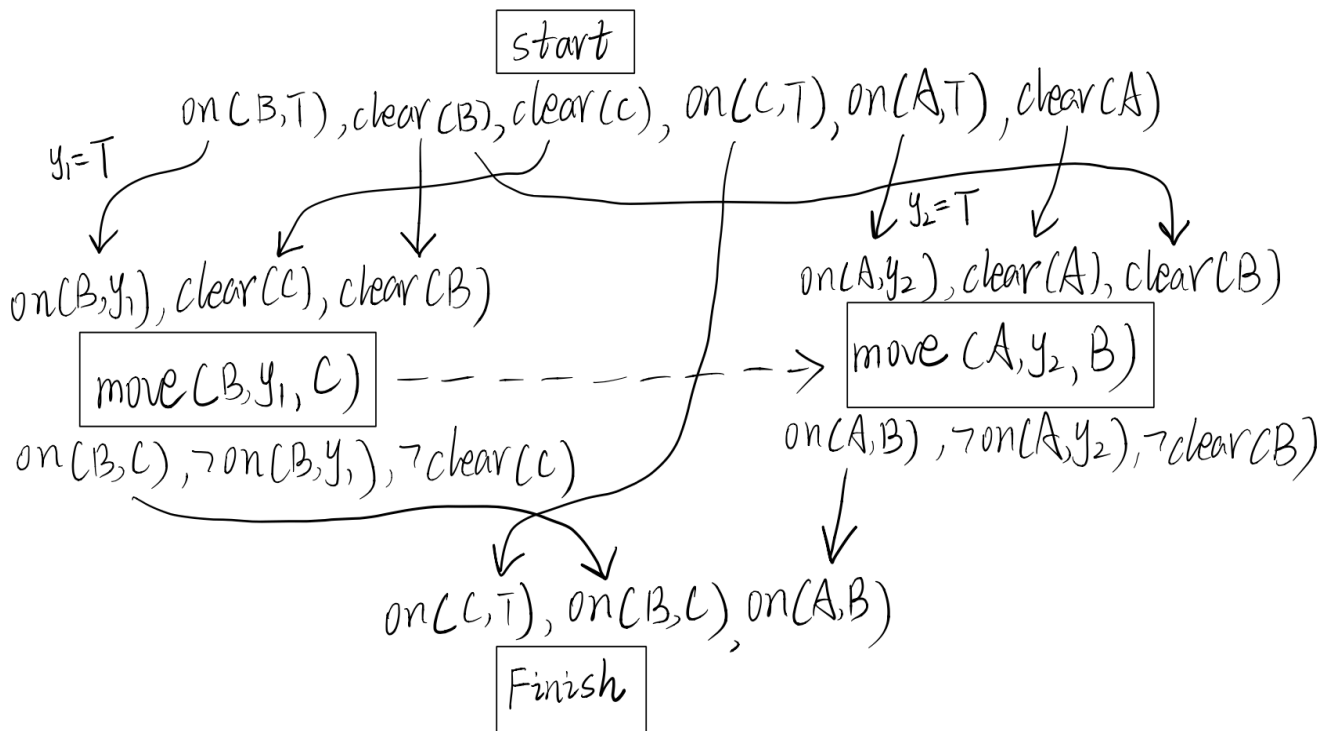 start
on(B,T), clear(B), clear(C), on(C,T), on(A,T), clear(A)
y₁=T
y₂=T
on(B,y₁), clear(C), clear(B)
on(A,y₂), clear(A), clear(B)
move(B,y₁,C)
move(A,y₂,B)
on(B,C), ¬on(B,y₁), ¬clear(C)
on(A,B), ¬on(A,y₂), ¬clear(B)
on(C,T), on(B,C), on(A,B)
Finish